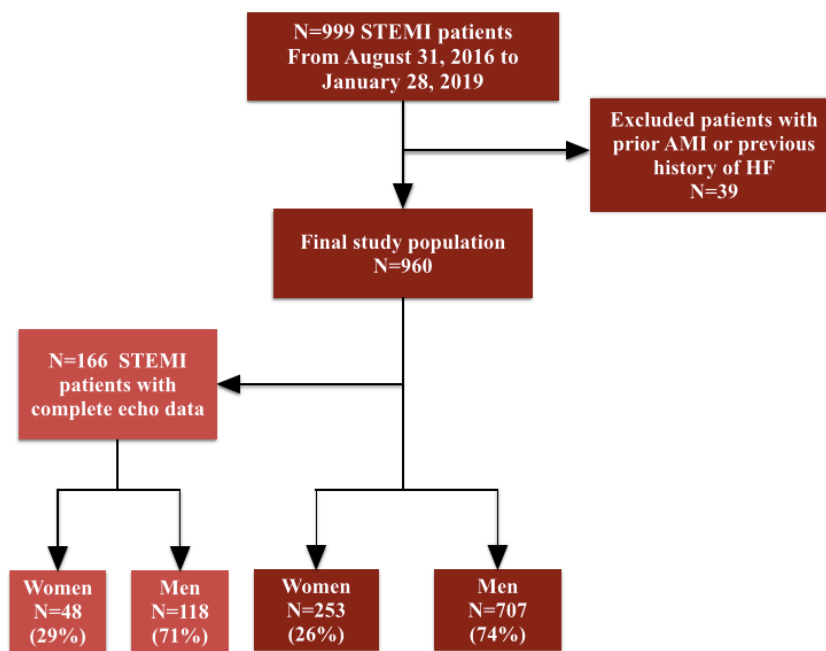 N=999 STEMI patients
From August 31, 2016 to
January 28, 2019
Excluded patients with
prior AMI or previous
history of HF
N=39
Final study population
N=960
N=166 STEMI
patients with
complete echo data
Women
N=48
(29%)
Men
N=118
(71%)
Women
N=253
(26%)
Men
N=707
(74%)